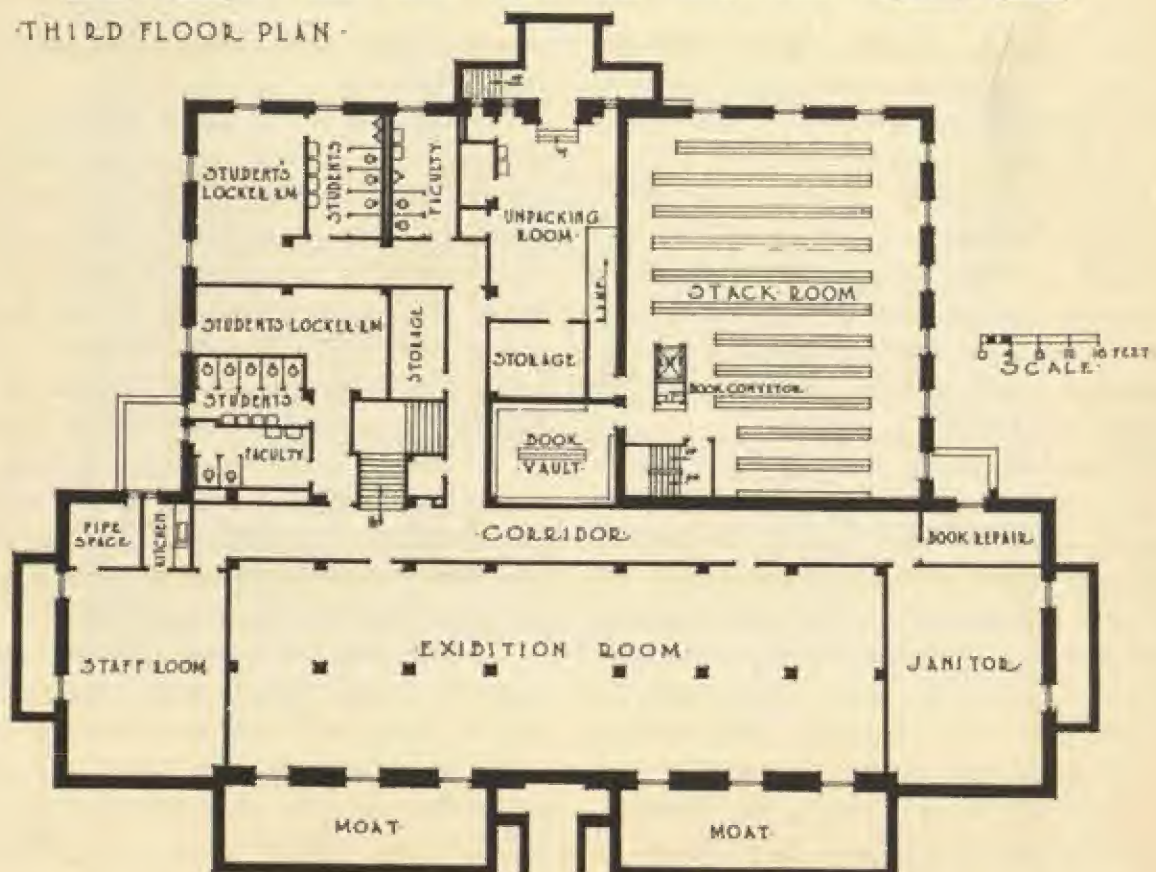 ·THIRD FLOOR PLAN·
STUDENTS
LOCKER RM
STUDENTS
FACULTY
UNPACKING
ROOM
STACK ROOM
STUDENTS LOCKER RM
STORAGE
STORAGE
BOOK CONVEYOR
SCALE
FEET
STUDENTS
FACULTY
BOOK
VAULT
PIPE
SPACE
KITCHEN
·CORRIDOR·
BOOK REPAIR
STAFF ROOM
·EXIBITION ROOM·
JANITOR
MOAT
MOAT